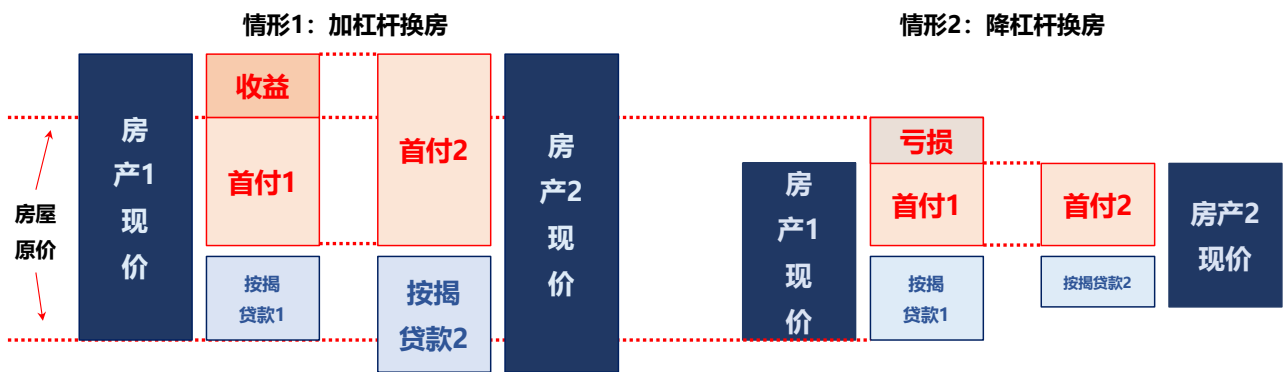 情形1：加杠杆换房
房屋
原价
房
产1
现
价
收益
首付1
按揭
贷款1
首付2
按揭
贷款2
房
产2
现
价
情形2：降杠杆换房
房
产1
现
价
亏损
首付1
按揭
贷款1
首付2
按揭贷款2
房产2
现价